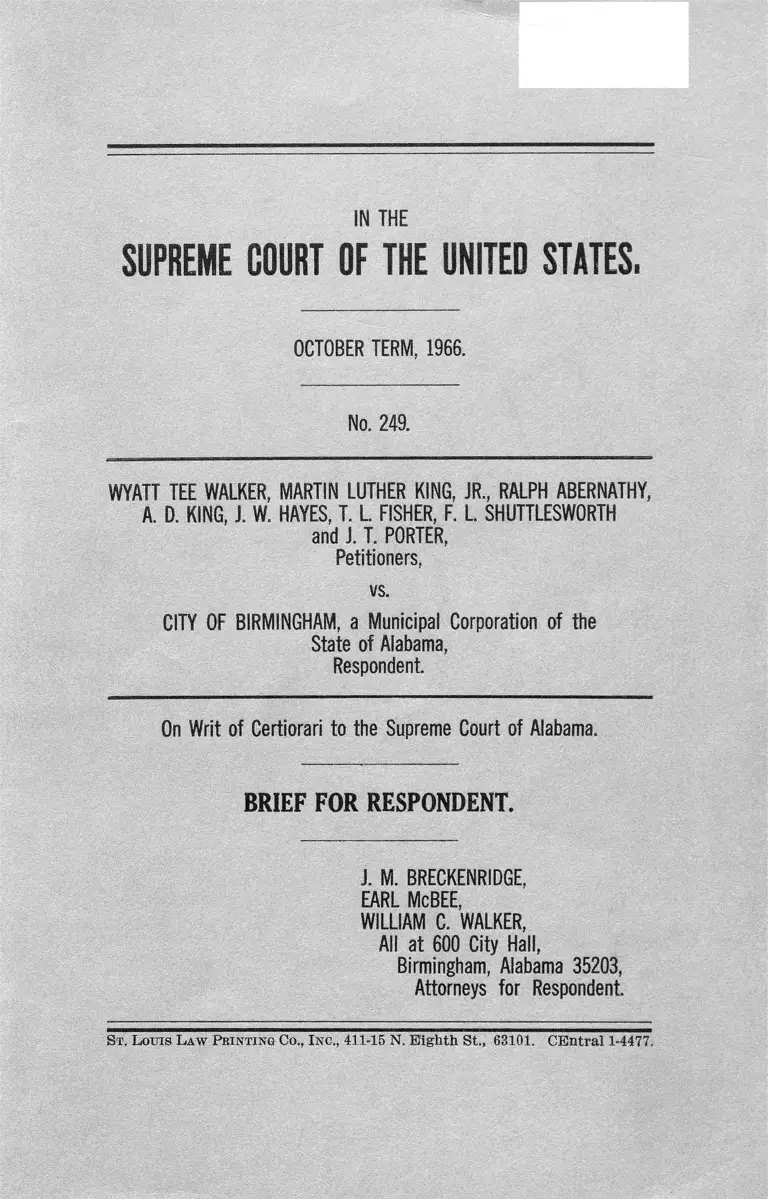 IN THE
SUPREME COURT OF THE UNITED STATES.
OCTOBER TERM, 1966.
No. 249.
WYATT TEE WALKER, MARTIN LUTHER KING, JR., RALPH ABERNATHY,
A. D. KING, J. W. HAYES, T. L. FISHER, F. L. SHUTTLESWORTH
and J. T. PORTER,
Petitioners,
vs.
CITY OF BIRMINGHAM, a Municipal Corporation of the
State of Alabama,
Respondent.
On Writ of Certiorari to the Supreme Court of Alabama.
BRIEF FOR RESPONDENT.
J. M. BRECKENRIDGE,
EARL McBEE,
WILLIAM C. WALKER,
All at 600 City Hall,
Birmingham, Alabama 35203,
Attorneys for Respondent.
ST. LOUIS LAW PRINTING CO., INC., 411-15 N. Eighth St., 63101. CEntral 1-4477.